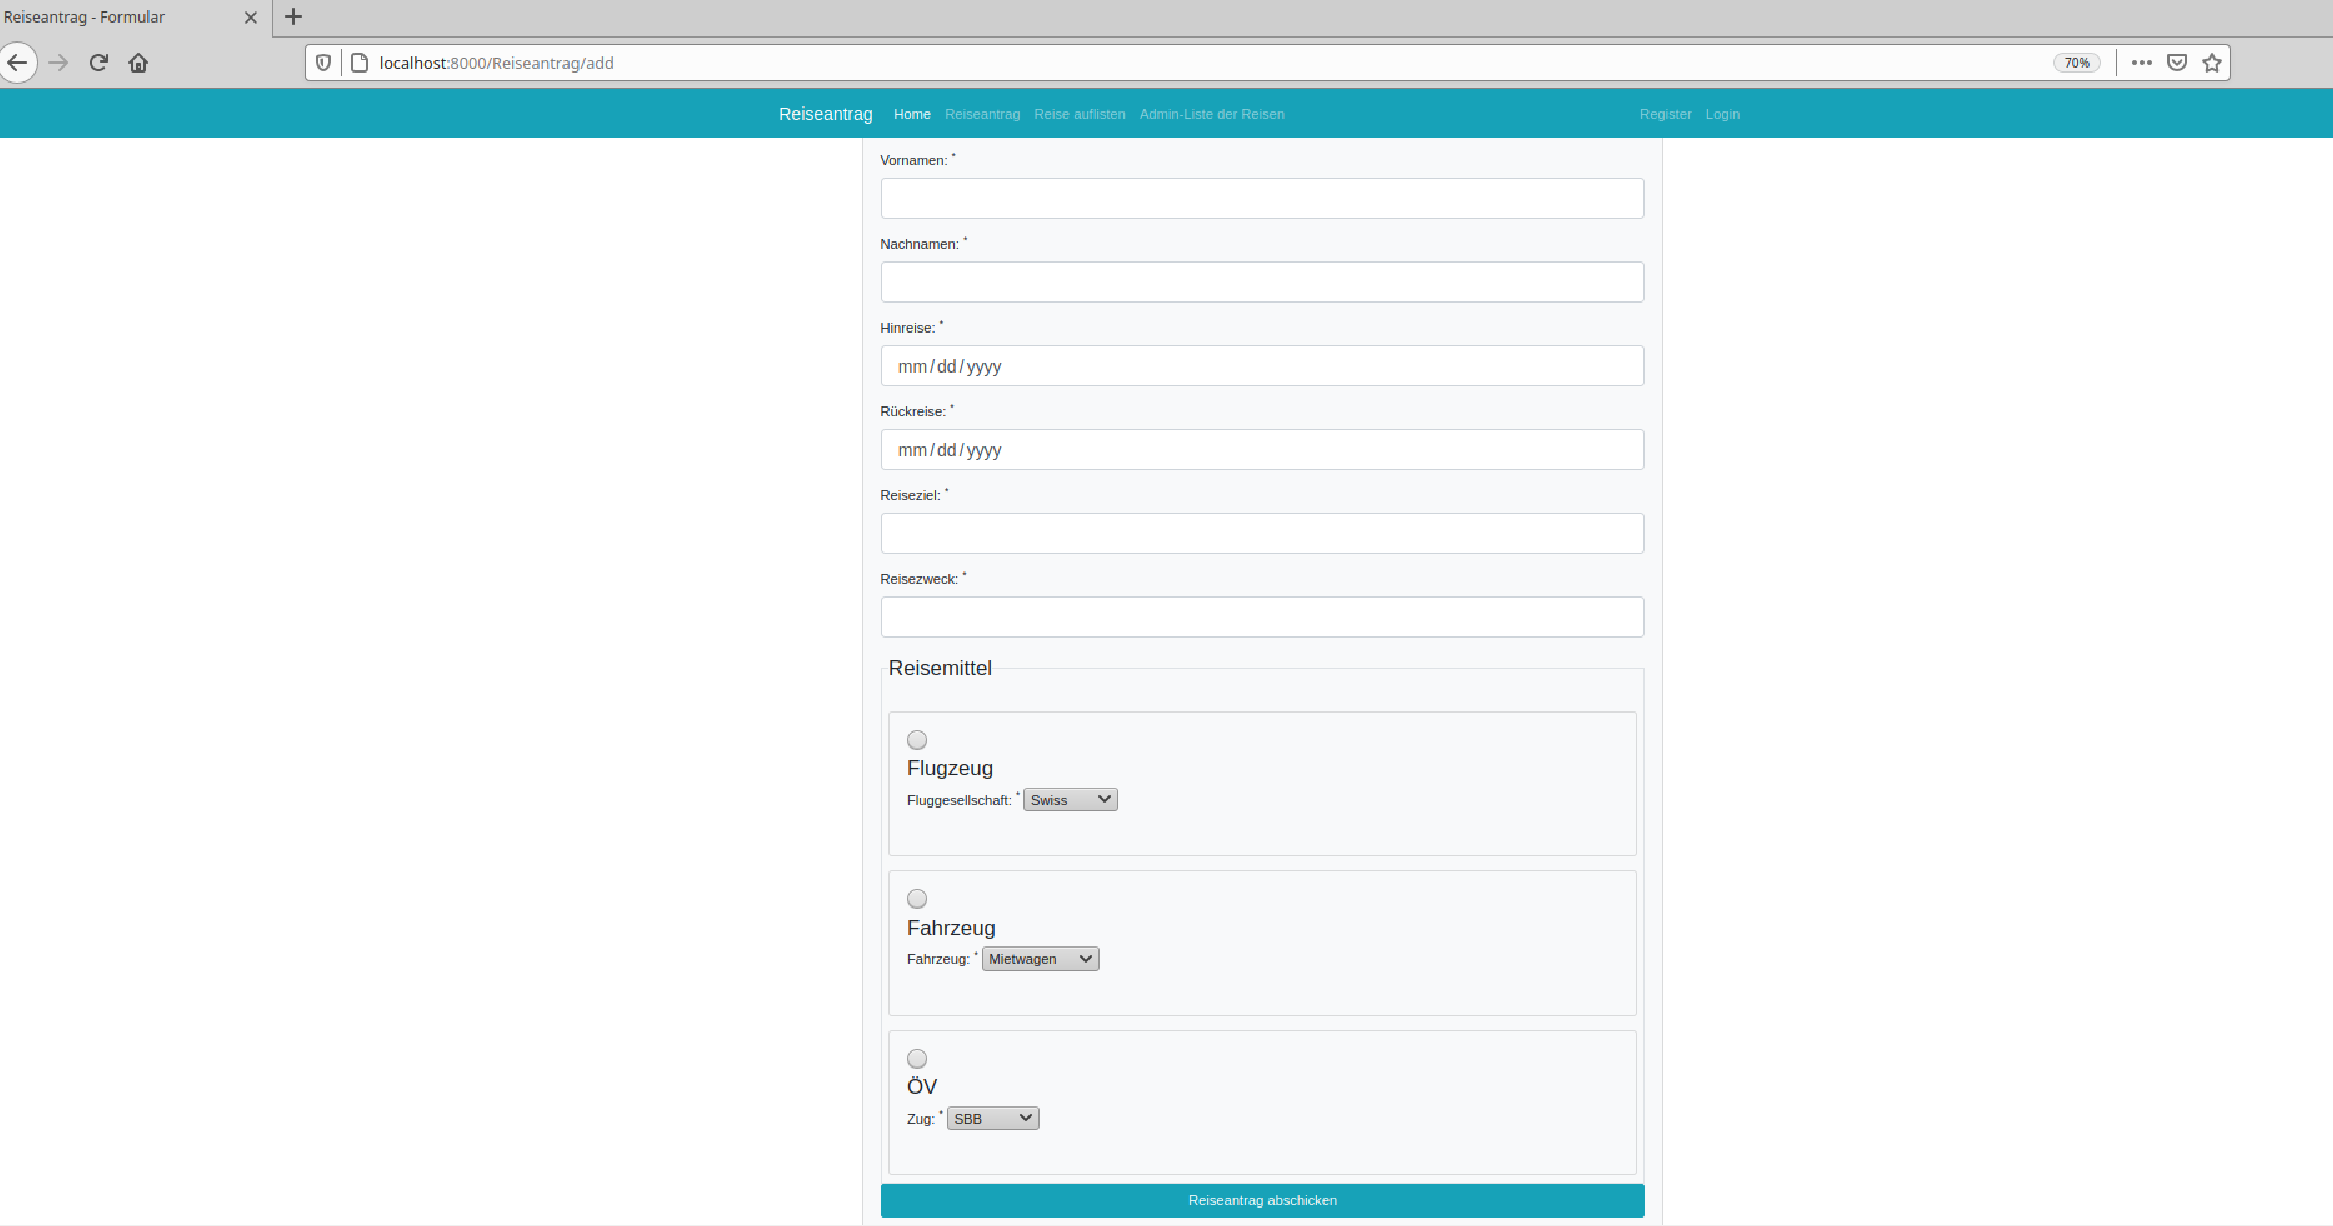 Reiseantrag - Formular
localhost:8000/Reiseantrag/add
70%
Reiseantrag Home Reiseantrag Reise auflisten Admin-Liste der Reisen Register Login
Vornamen: *
Nachnamen: *
Hinreise: *
mm/dd/yyyy
Rückreise: *
mm/dd/yyyy
Reiseziel: *
Reisezweck: *
Reisemittel
Flugzeug
Fluggesellschaft: * Swiss
Fahrzeug
Fahrzeug: * Mietwagen
ÖV
Zug: * SBB
Reiseantrag abschicken